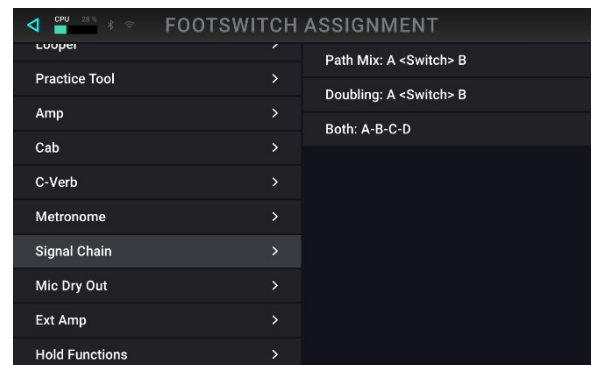 CPU 28 %
FOOTSWITCH ASSIGNMENT
Looper
Practice Tool
Amp
Cab
C-Verb
Metronome
Signal Chain
Mic Dry Out
Ext Amp
Hold Functions
Path Mix: A <Switch> B
Doubling: A <Switch> B
Both: A-B-C-D